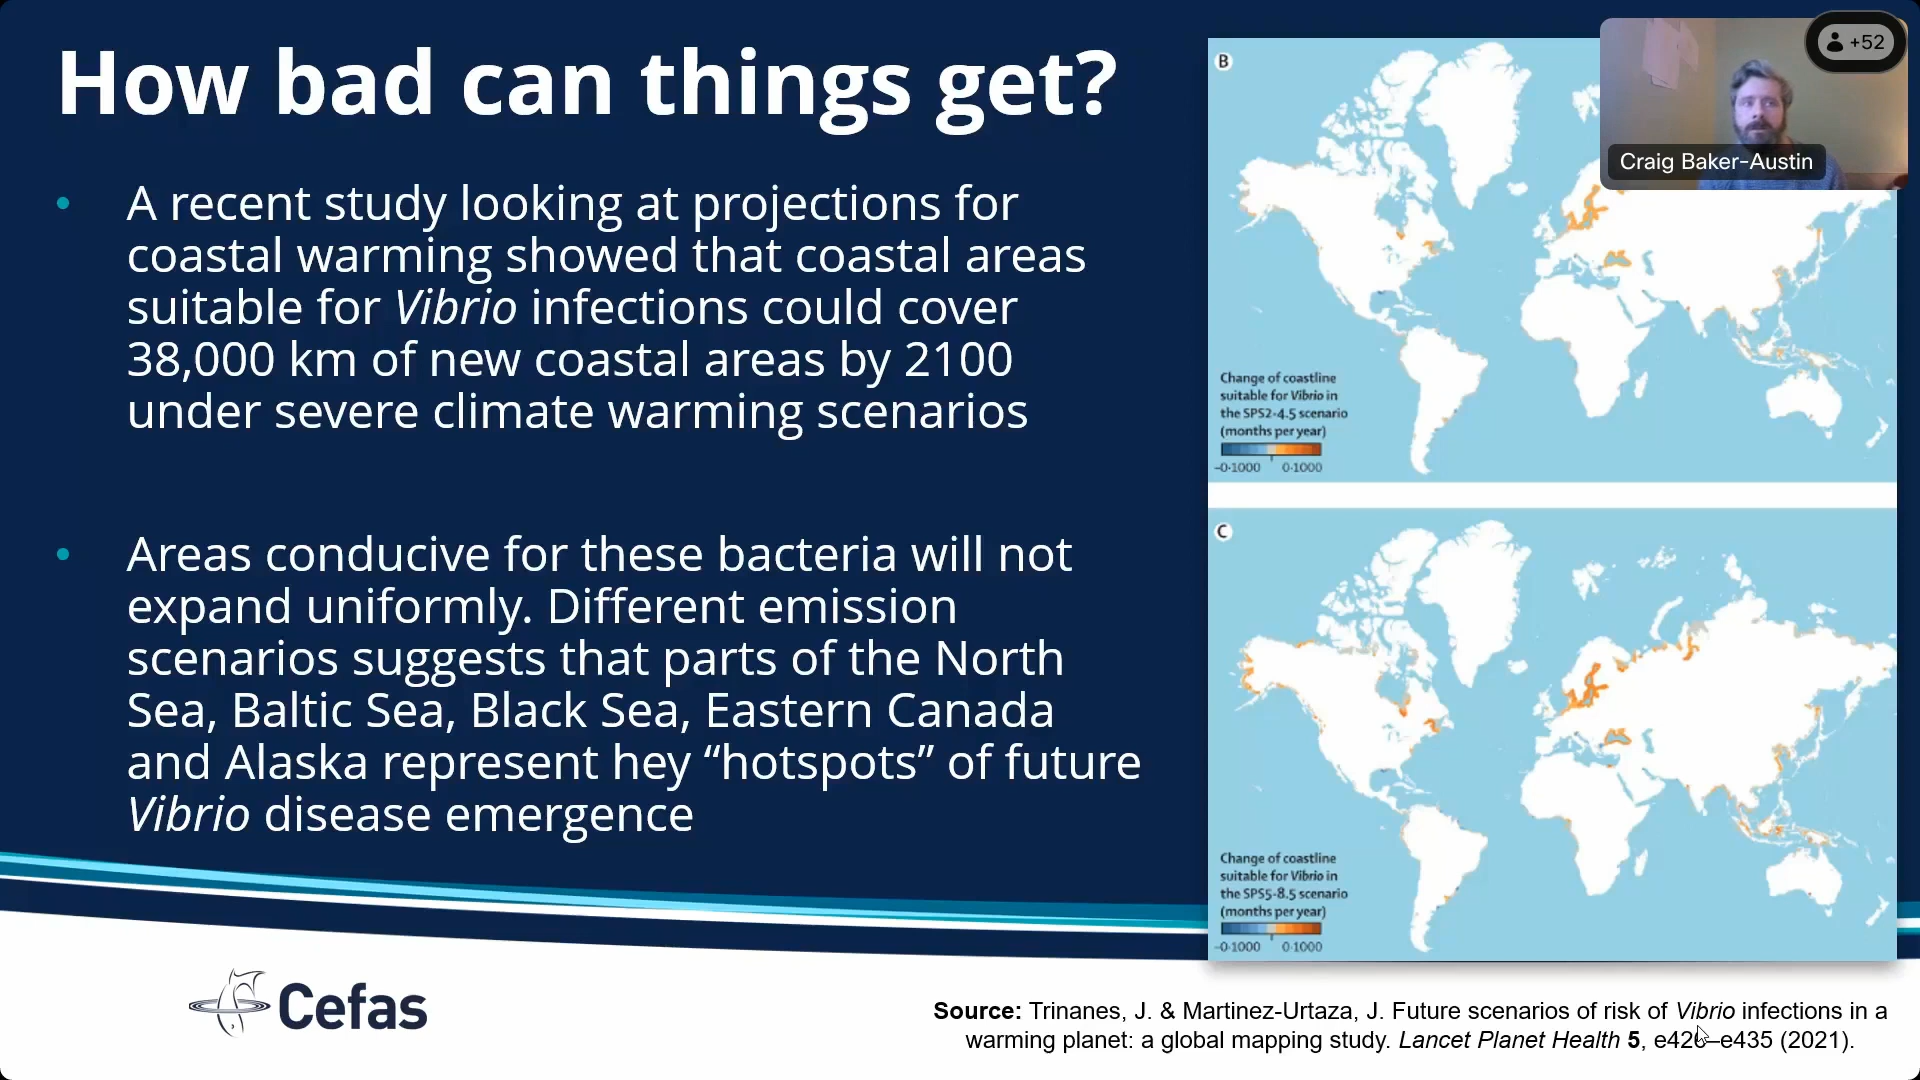 How bad can things get?
• A recent study looking at projections for
coastal warming showed that coastal areas
suitable for Vibrio infections could cover
38,000 km of new coastal areas by 2100
under severe climate warming scenarios
• Areas conducive for these bacteria will not
expand uniformly. Different emission
scenarios suggests that parts of the North
Sea, Baltic Sea, Black Sea, Eastern Canada
and Alaska represent hey “hotspots” of future
Vibrio disease emergence
B
Change of coastline
suitable for Vibrio in
the SPS2-4.5 scenario
(months per year)
-0·1000 0·1000
C
Change of coastline
suitable for Vibrio in
the SPS5-8.5 scenario
(months per year)
-0·1000 0·1000
+52
Craig Baker-Austin
Cefas
Source: Trinanes, J. & Martinez-Urtaza, J. Future scenarios of risk of Vibrio infections in a
warming planet: a global mapping study. Lancet Planet Health 5, –e435 (2021).